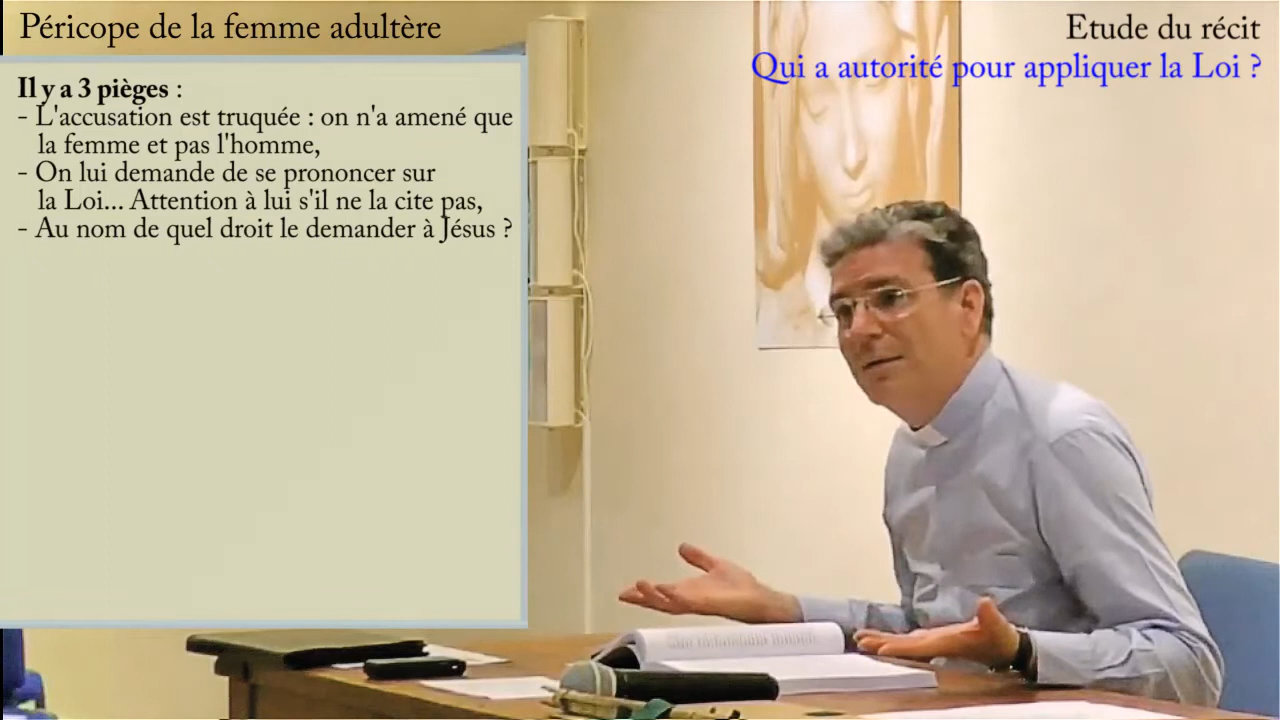 Péricope de la femme adultère
Etude du récit
Qui a autorité pour appliquer la Loi ?
Il y a 3 pièges :
- L'accusation est truquée : on n'a amené que
la femme et pas l'homme,
- On lui demande de se prononcer sur
la Loi... Attention à lui s'il ne la cite pas,
- Au nom de quel droit le demander à Jésus ?